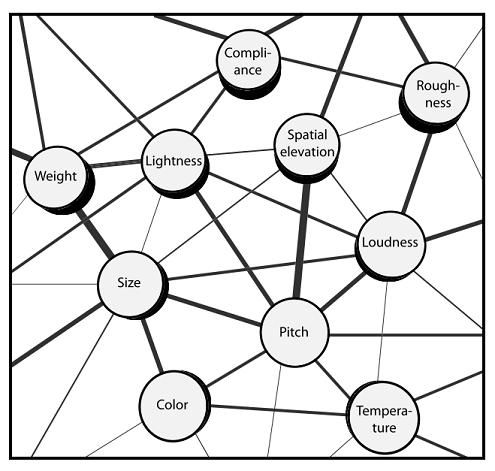 Compli-
ance
Rough-
ness
Spatial
elevation
Lightness
Weight
Loudness
Size
Pitch
Color
Tempera-
ture